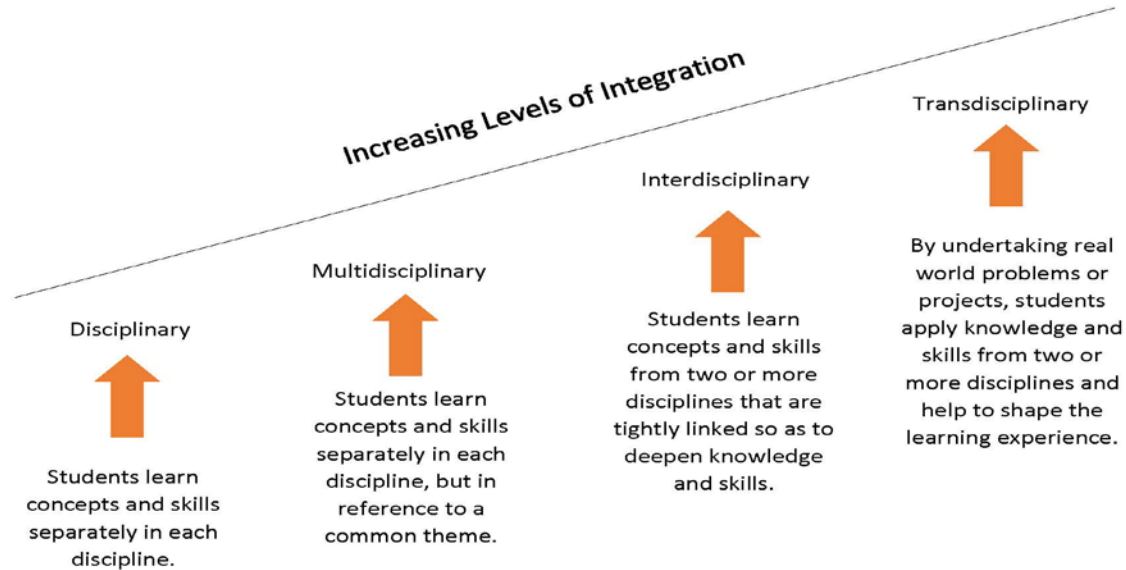 Increasing Levels of Integration
Disciplinary
Students learn
concepts and skills
separately in each
discipline.
Multidisciplinary
Students learn
concepts and skills
separately in each
discipline, but in
reference to a
common theme.
Interdisciplinary
Students learn
concepts and skills
from two or more
disciplines that are
tightly linked so as to
deepen knowledge
and skills.
Transdisciplinary
By undertaking real
world problems or
projects, students
apply knowledge and
skills from two or
more disciplines and
help to shape the
learning experience.